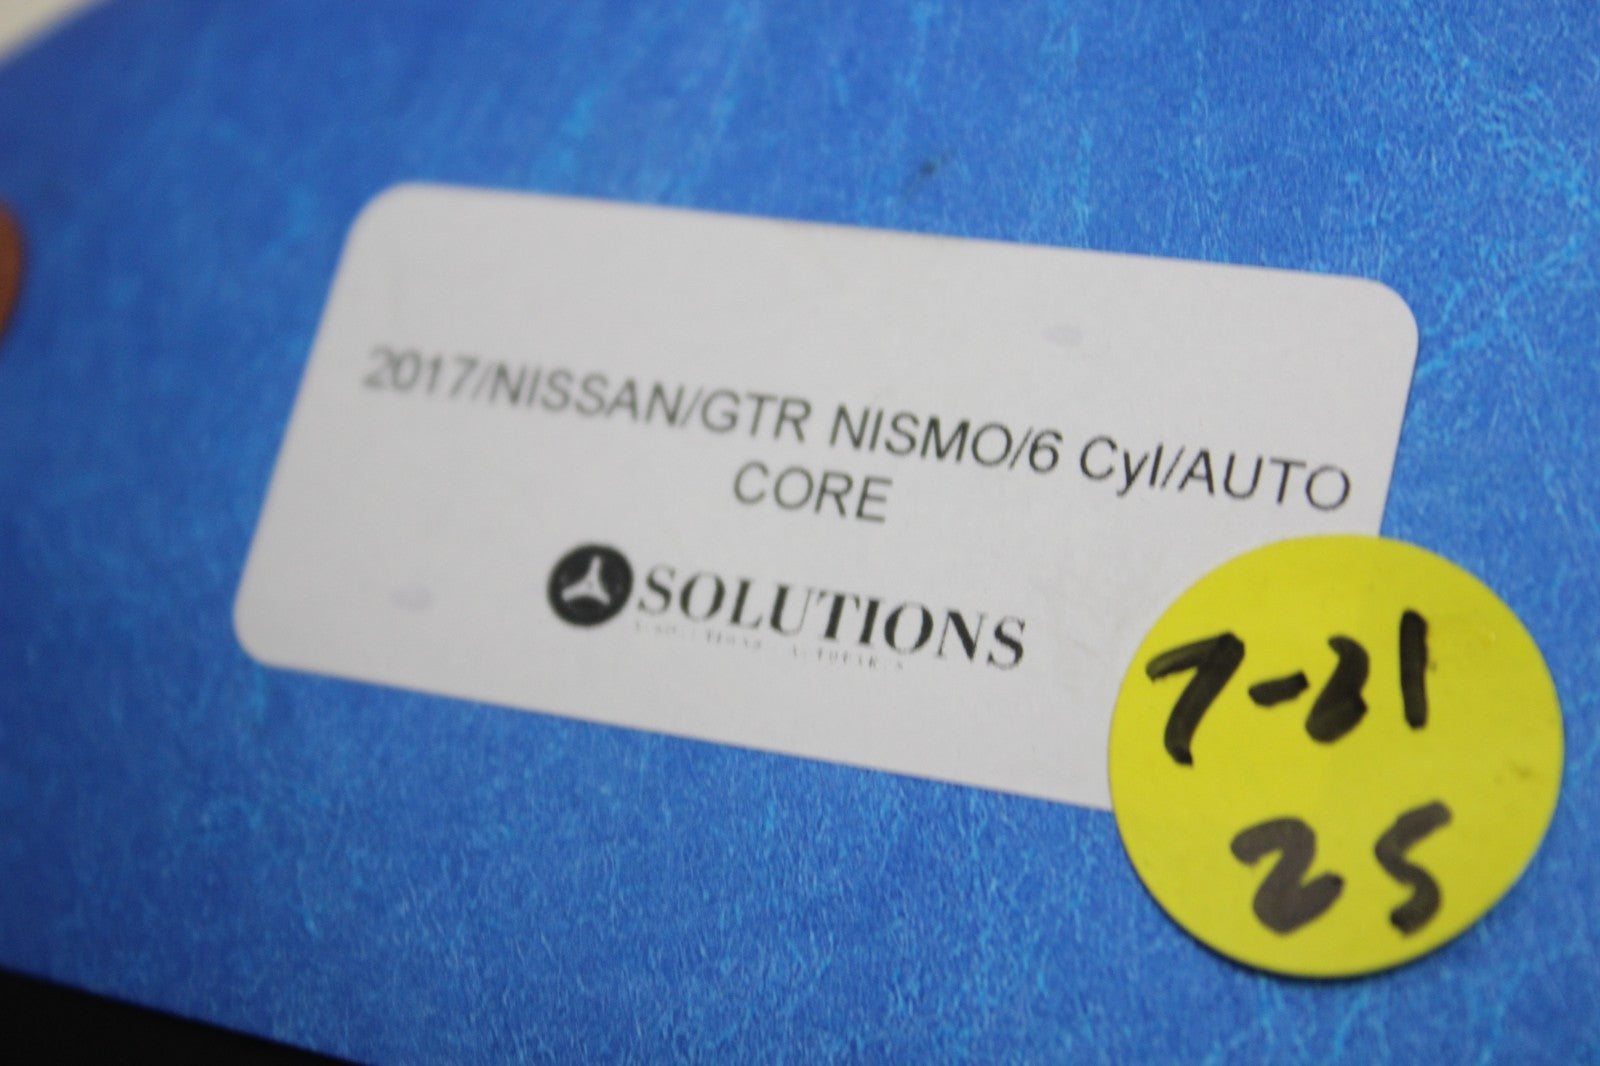 2017/NISSAN/GTR NISMO/6 Cyl/AUTO
CORE
SOLUTIONS
7-21
25